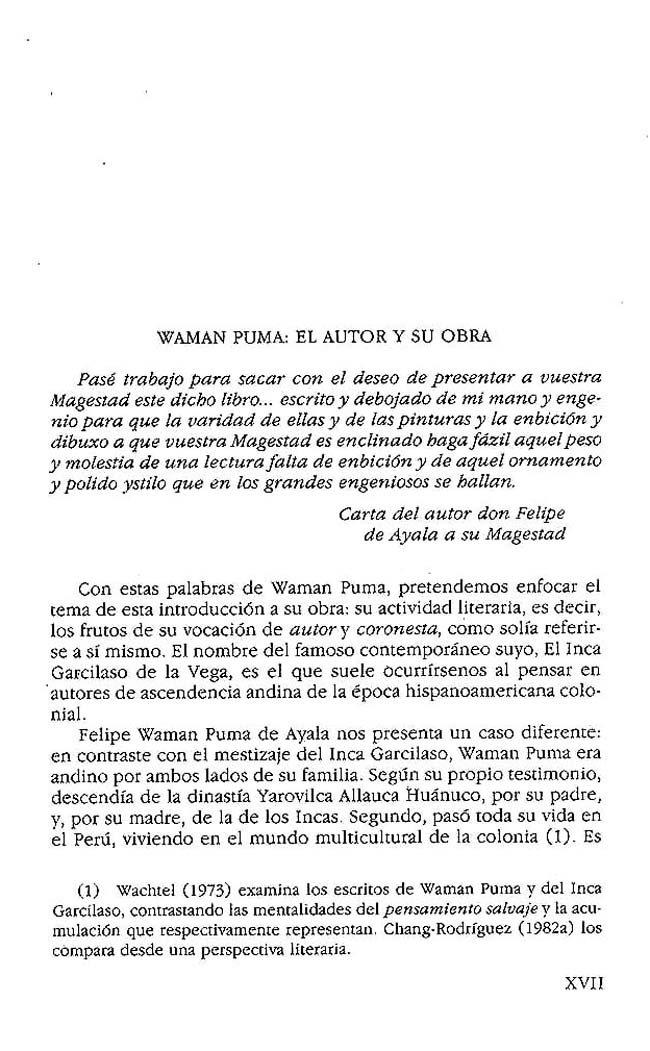 WAMAN PUMA: EL AUTOR Y SU OBRA
Pasé trabajo para sacar con el deseo de presentar a vuestra
Magestad este dicho libro... escrito y debojado de mi mano y enge-
nio para que la varidad de ellas y de las pinturas y la enbición y
dibuxo a que vuestra Magestad es enclinado haga fázil aquel peso
y molestia de una lectura falta de enbición y de aquel ornamento
y polido ystilo que en los grandes engeniosos se hallan.
Carta del autor don Felipe
de Ayala a su Magestad
Con estas palabras de Waman Puma, pretendemos enfocar el
tema de esta introducción a su obra: su actividad literaria, es decir,
los frutos de su vocación de autor y coronesta, como solía referir-
se a sí mismo. El nombre del famoso contemporáneo suyo, El Inca
Garcilaso de la Vega, es el que suele ocurrírsenos al pensar en
autores de ascendencia andina de la época hispanoamericana colo-
nial.
Felipe Waman Puma de Ayala nos presenta un caso diferente:
en contraste con el mestizaje del Inca Garcilaso, Waman Puma era
andino por ambos lados de su familia. Según su propio testimonio,
descendía de la dinastía Yarovilca Allauca Huánuco, por su padre,
y, por su madre, de la de los Incas. Segundo, pasó toda su vida en
el Perú, viviendo en el mundo multicultural de la colonia (1). Es
(1) Wachtel (1973) examina los escritos de Waman Puma y del Inca
Garcilaso, contrastando las mentalidades del pensamiento salvaje y la acu-
mulación que respectivamente representan. Chang-Rodríguez (1982a) los
compara desde una perspectiva literaria.
XVII